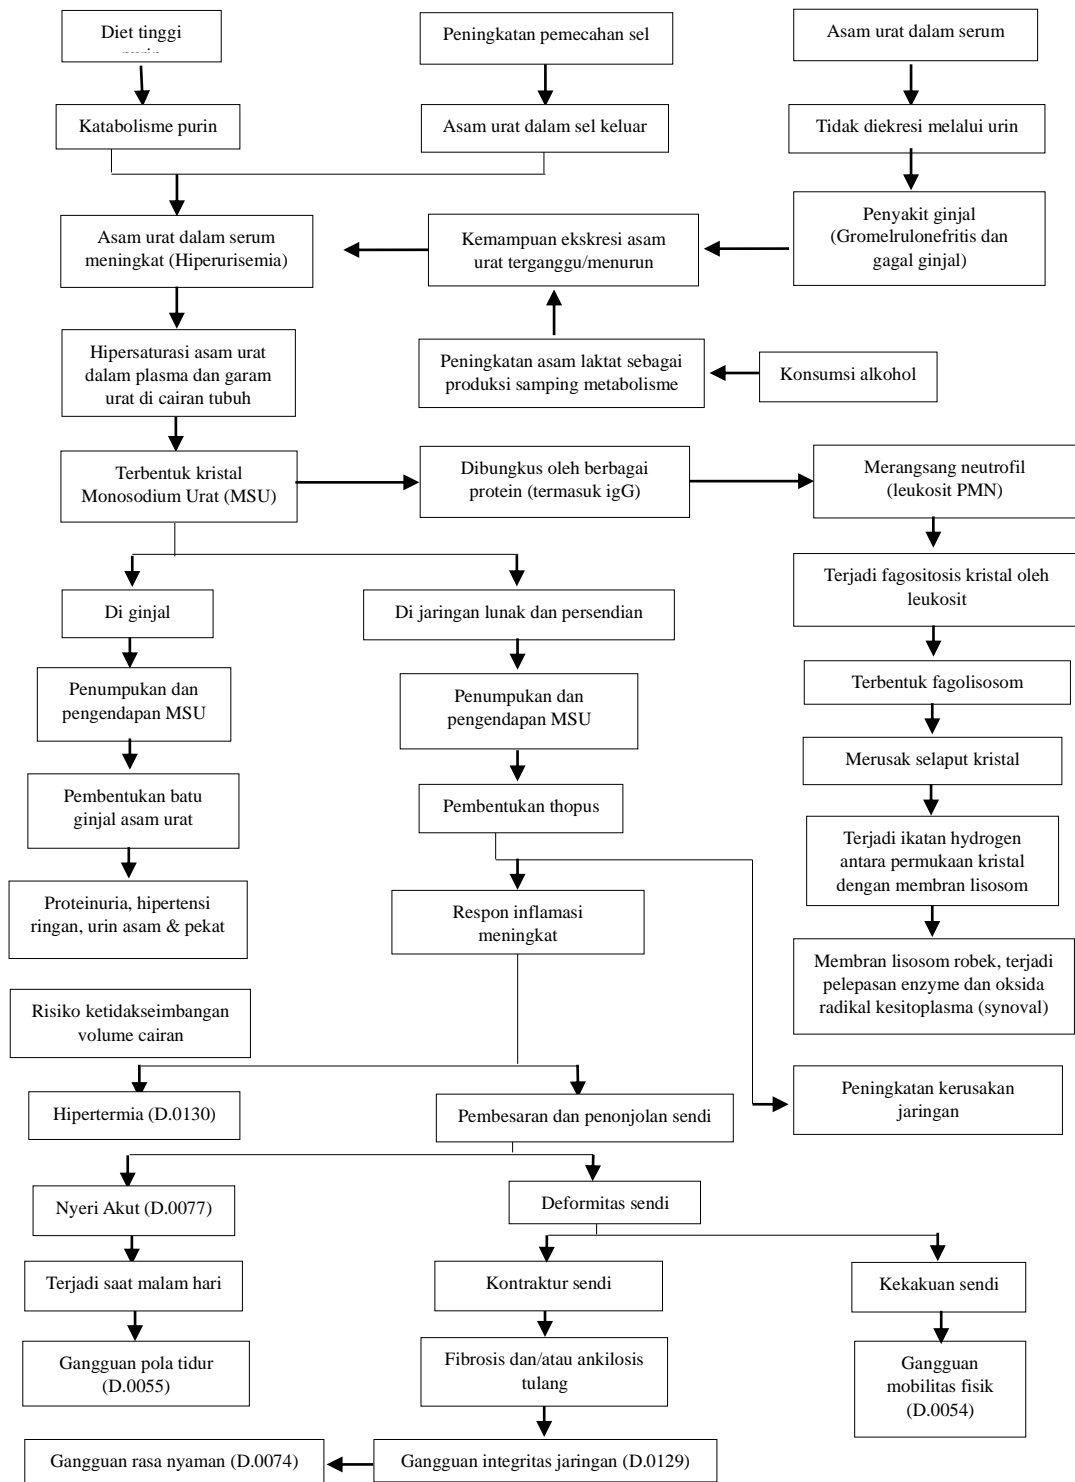 Diet tinggi
Peningkatan pemecahan sel
Asam urat dalam serum
Katabolisme purin
Asam urat dalam sel keluar
Tidak diekresi melalui urin
Asam urat dalam serum
meningkat (Hiperurisemia)
Kemampuan ekskresi asam
urat terganggu/menurun
Penyakit ginjal
(Gromelrulonefritis dan
gagal ginjal)
Hipersaturasi asam urat
dalam plasma dan garam
urat di cairan tubuh
Peningkatan asam laktat sebagai
produksi samping metabolisme
Konsumsi alkohol
Terbentuk kristal
Monosodium Urat (MSU)
Dibungkus oleh berbagai
protein (termasuk igG)
Merangsang neutrofil
(leukosit PMN)
Di ginjal
Di jaringan lunak dan persendian
Terjadi fagositosis kristal oleh
leukosit
Penumpukan dan
pengendapan MSU
Penumpukan dan
pengendapan MSU
Terbentuk fagolisosom
Merusak selaput kristal
Pembentukan batu
ginjal asam urat
Pembentukan thopus
Terjadi ikatan hydrogen
antara permukaan kristal
dengan membran lisosom
Proteinuria, hipertensi
ringan, urin asam & pekat
Respon inflamasi
meningkat
Membran lisosom robek, terjadi
pelepasan enzyme dan oksida
radikal kesitoplasma (synoval)
Risiko ketidakseimbangan
volume cairan
Hipertermia (D.0130)
Pembesaran dan penonjolan sendi
Peningkatan kerusakan
jaringan
Nyeri Akut (D.0077)
Deformitas sendi
Terjadi saat malam hari
Kontraktur sendi
Kekakuan sendi
Gangguan pola tidur
(D.0055)
Fibrosis dan/atau ankilosis
tulang
Gangguan
mobilitas fisik
(D.0054)
Gangguan rasa nyaman (D.0074)
Gangguan integritas jaringan (D.0129)